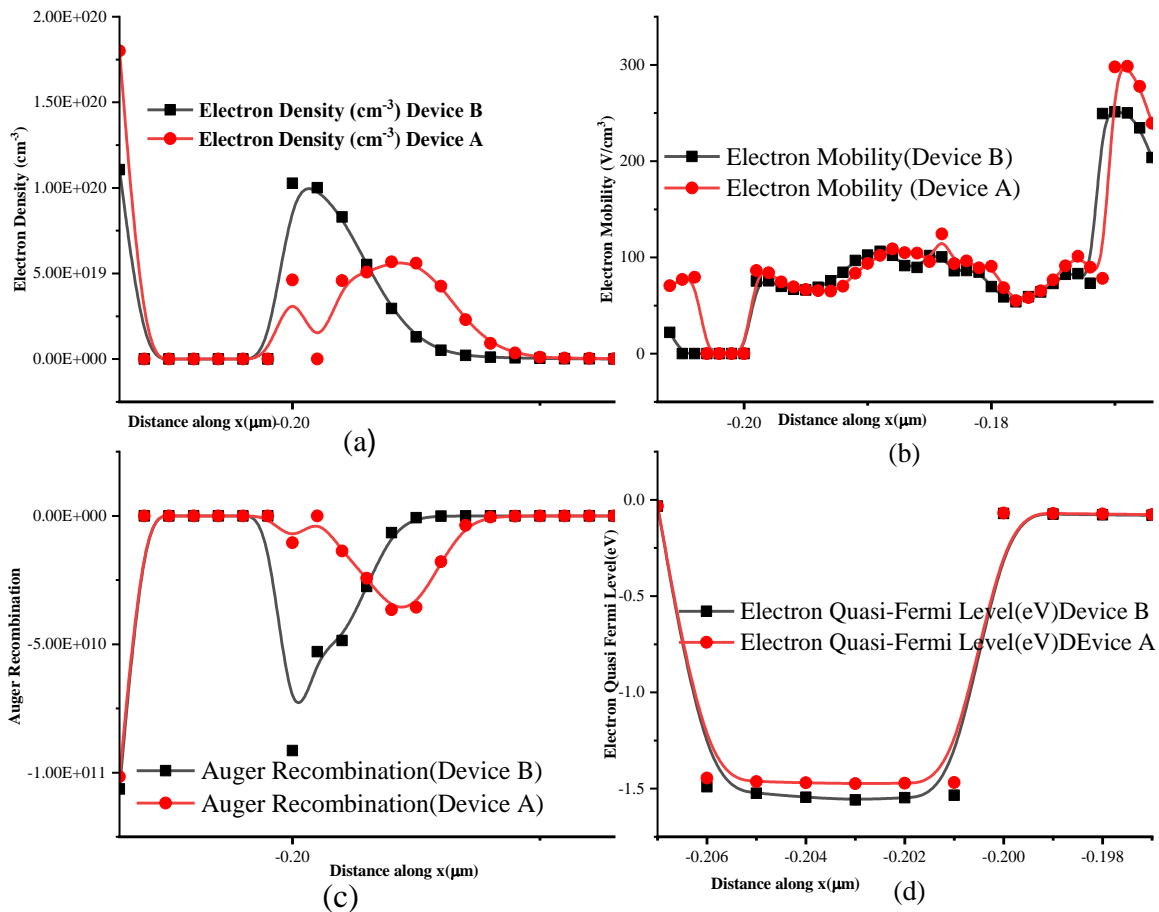 (a)
2.00E+020
1.50E+020
1.00E+020
5.00E+019
0.00E+000
Electron Density (cm-3)
Electron Density (cm-3) Device B
Electron Density (cm-3) Device A
Distance along x(μm)
-0.20
(a)
(b)
300
200
100
0
Electron Mobility (V/cm3)
Electron Mobility(Device B)
Electron Mobility (Device A)
-0.20
Distance along x(μm)
-0.18
(b)
0.00E+000
-5.00E+010
-1.00E+011
Auger Recombination
Auger Recombination(Device B)
Auger Recombination(Device A)
-0.20
Distance along x(μm)
(c)
0.0
-0.5
-1.0
-1.5
Electron Quasi Fermi Level(eV)
Electron Quasi-Fermi Level(eV)Device B
Electron Quasi-Fermi Level(eV)DEvice A
-0.206
-0.204
-0.202
-0.200
-0.198
Distance along x(μm)
(d)